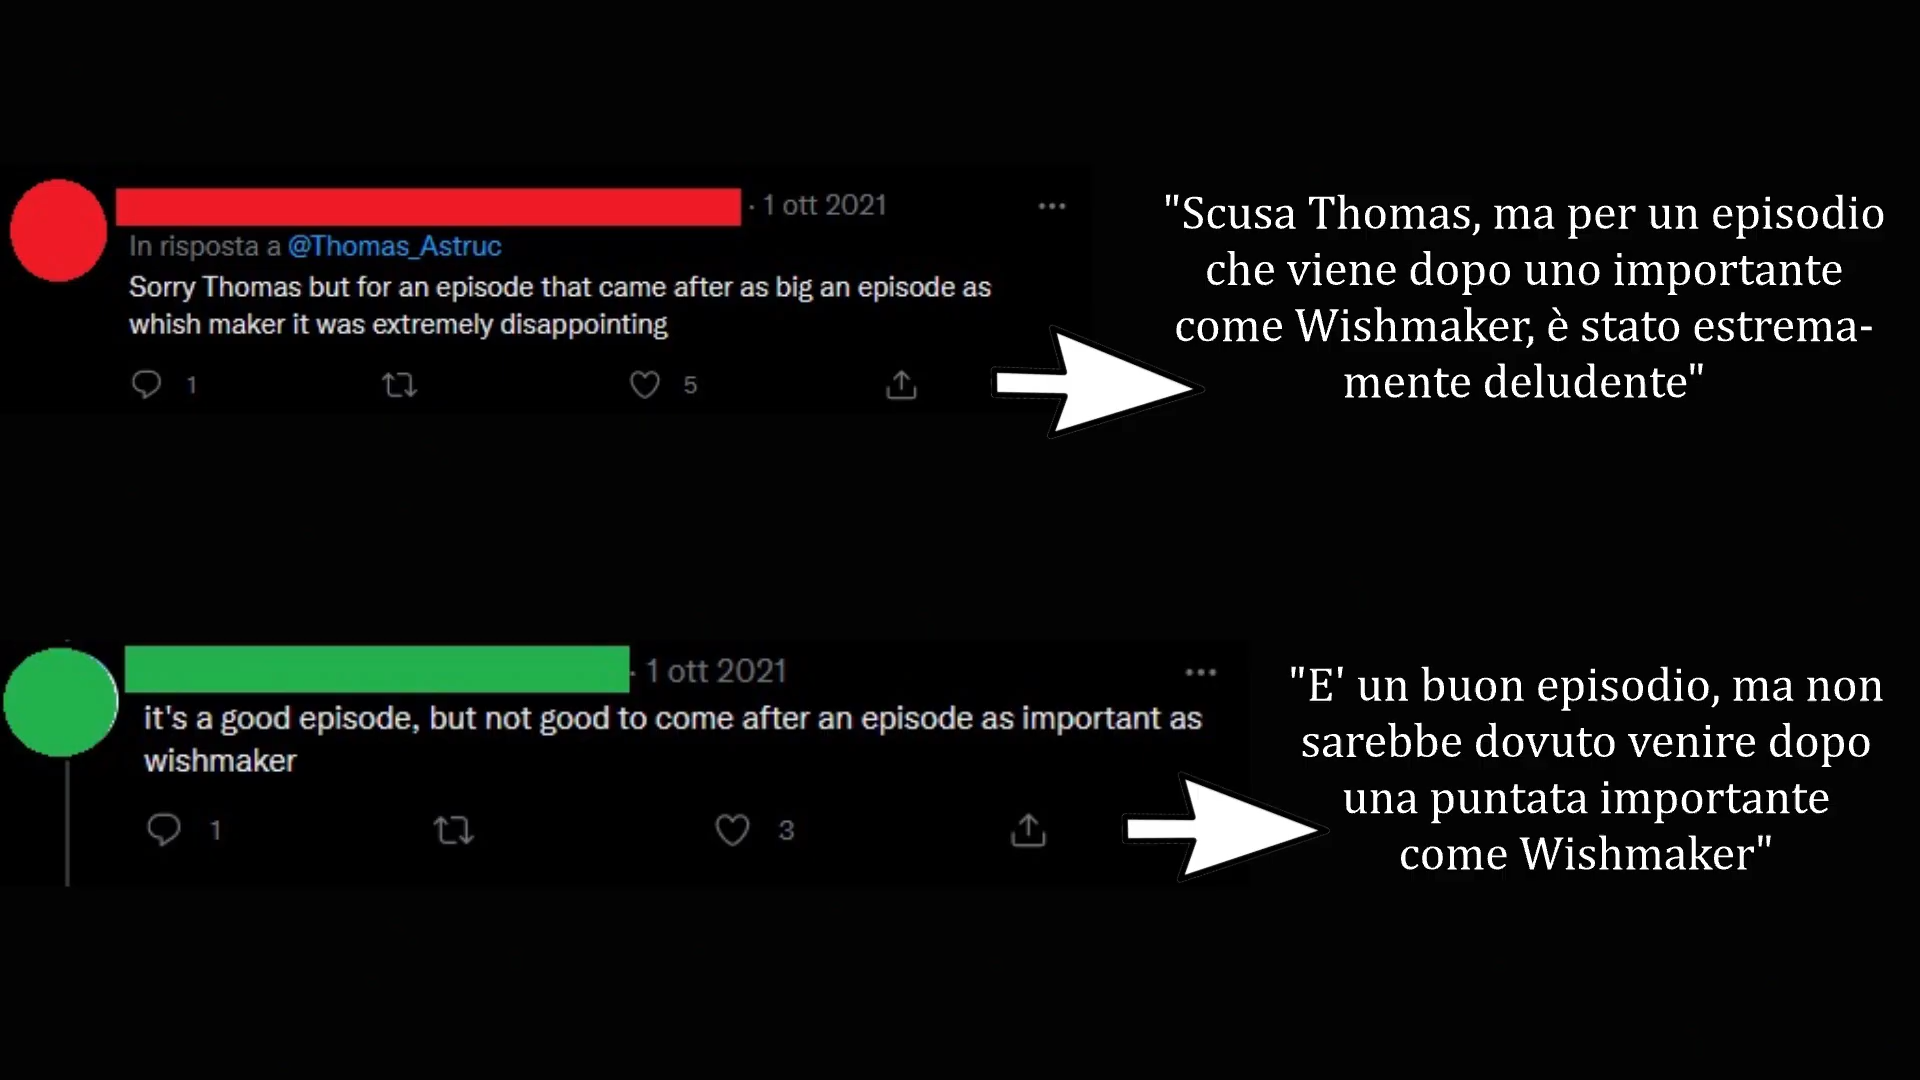 · 1 ott 2021
In risposta a @Thomas_Astruc
Sorry Thomas but for an episode that came after as big an episode as
whish maker it was extremely disappointing
1
5
"Scusa Thomas, ma per un episodio
che viene dopo uno importante
come Wishmaker, è stato estrema-
mente deludente"
· 1 ott 2021
it's a good episode, but not good to come after an episode as important as
wishmaker
1
3
"E' un buon episodio, ma non
sarebbe dovuto venire dopo
una puntata importante
come Wishmaker"